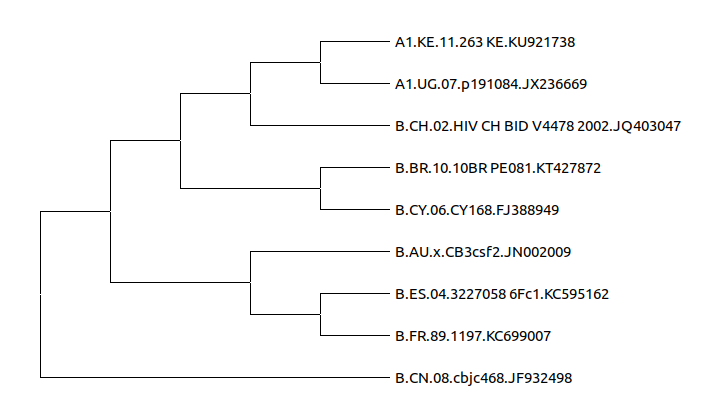 A1.KE.11.263 KE.KU921738
A1.UG.07.p191084.JX236669
B.CH.02.HIV CH BID V4478 2002.JQ403047
B.BR.10.10BR PE081.KT427872
B.CY.06.CY168.FJ388949
B.AU.x.CB3csf2.JN002009
B.ES.04.3227058 6Fc1.KC595162
B.FR.89.1197.KC699007
B.CN.08.cbjc468.JF932498